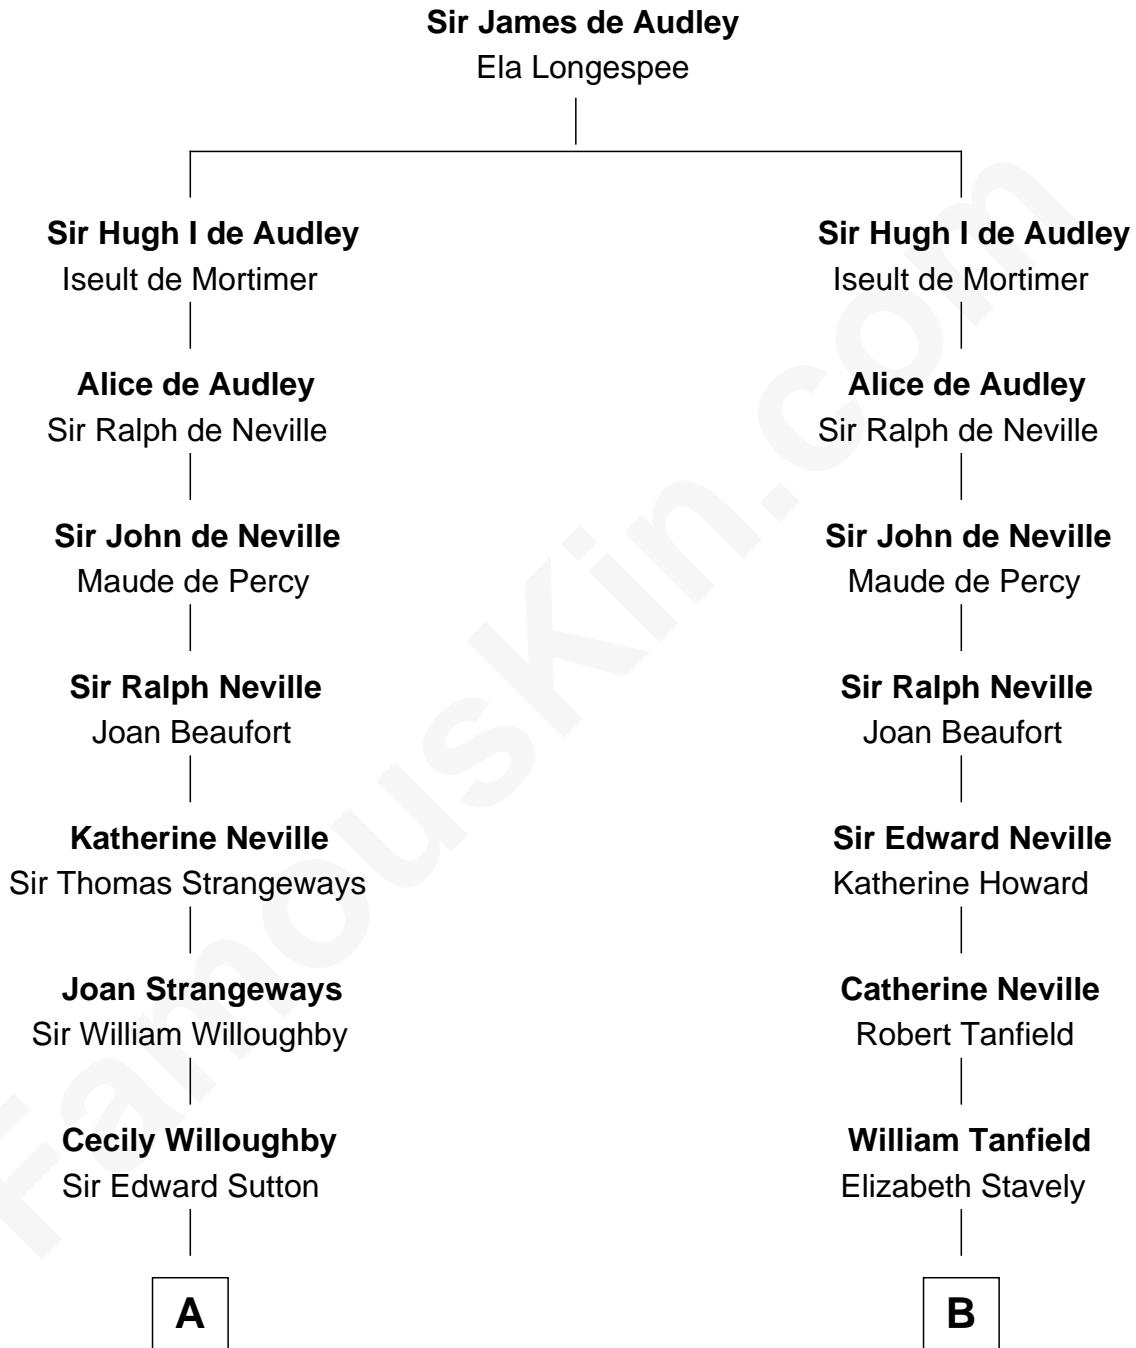 Sir James de Audley
Ela Longespee
Sir Hugh I de Audley
Iseult de Mortimer
Sir Hugh I de Audley
Iseult de Mortimer
Alice de Audley
Sir Ralph de Neville
Alice de Audley
Sir Ralph de Neville
Sir John de Neville
Maude de Percy
Sir John de Neville
Maude de Percy
Sir Ralph Neville
Joan Beaufort
Sir Ralph Neville
Joan Beaufort
Katherine Neville
Sir Thomas Strangeways
Sir Edward Neville
Katherine Howard
Joan Strangeways
Sir William Willoughby
Catherine Neville
Robert Tanfield
Cecily Willoughby
Sir Edward Sutton
William Tanfield
Elizabeth Stavely
A
B
FamousKin.com